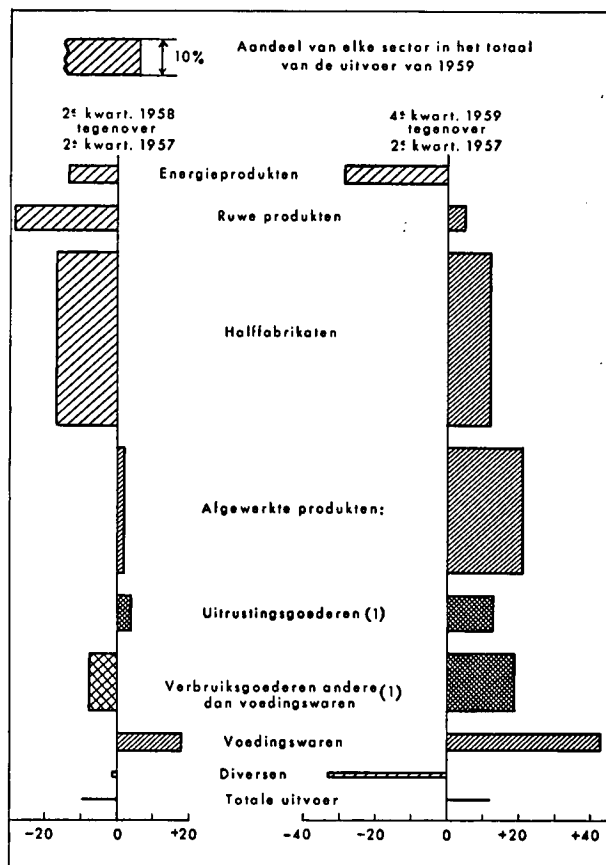 10%
Aandeel van elke sector in het totaal
van de uitvoer van 1959
2e kwart. 1958
tegenover
2e kwart. 1957
4e kwart. 1959
tegenover
2e kwart. 1957
Energieprodukten
Ruwe produkten
Halffabrikaten
Afgewerkte produkten:
Uitrustingsgoederen (1)
Verbruiksgoederen andere (1)
dan voedingswaren
Voedingswaren
Diversen
Totale uitvoer
-20 0 +20
-40 -20 0 +20 +40